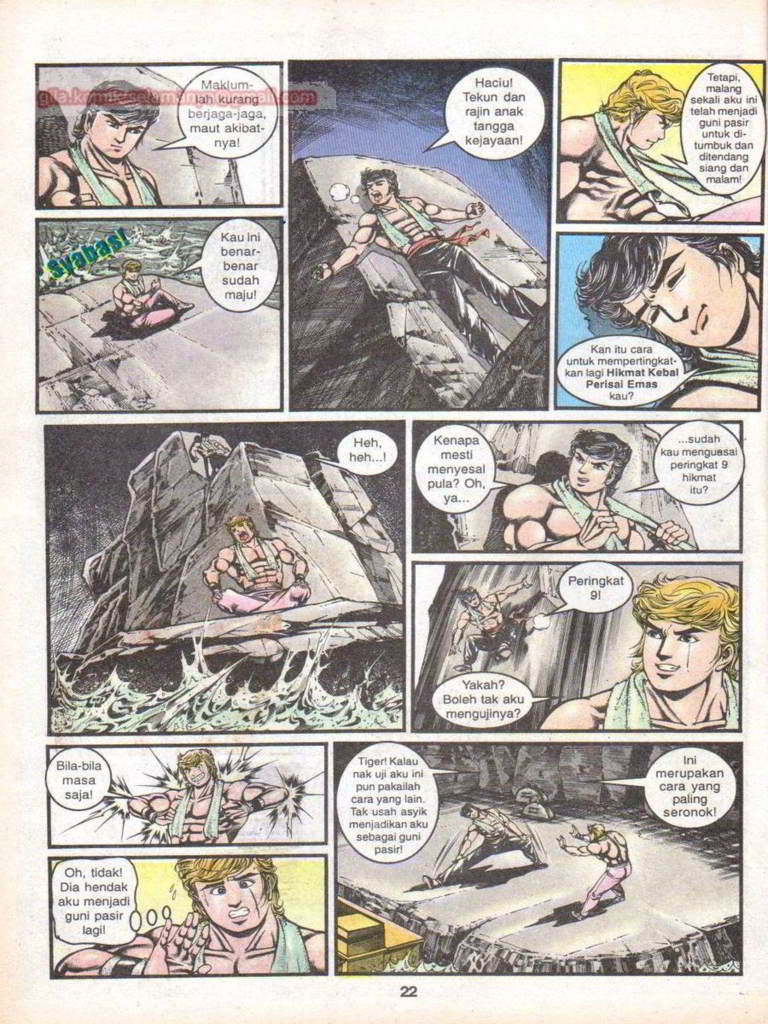 gila.komik
Maklum-
lah kurang
berjaga-jaga,
maut akibat-
nya!
Syabas!
Kau ini
benar-
benar
sudah
maju!
Haciu!
Tekun dan
rajin anak
tangga
kejayaan!
Tetapi,
malang
sekali aku ini
telah menjadi
guni pasir
untuk di-
tumbuk dan
ditendang
siang dan
malam!
Kan itu cara
untuk mempertingkat-
kan lagi Hikmat Kebal
Perisai Emas
kau?
Heh,
heh...!
Kenapa
mesti
menyesal
pula? Oh,
ya...
...sudah
kau menguasai
peringkat 9
hikmat
itu?
Peringkat
9!
Yakah?
Boleh tak aku
mengujinya?
Bila-bila
masa
saja!
Oh, tidak!
Dia hendak
aku menjadi
guni pasir
lagi!
Tiger! Kalau
nak uji aku ini
pun pakailah
cara yang lain.
Tak usah asyik
menjadikan aku
sebagai guni
pasir!
Ini
merupakan
cara yang
paling
seronok!
22